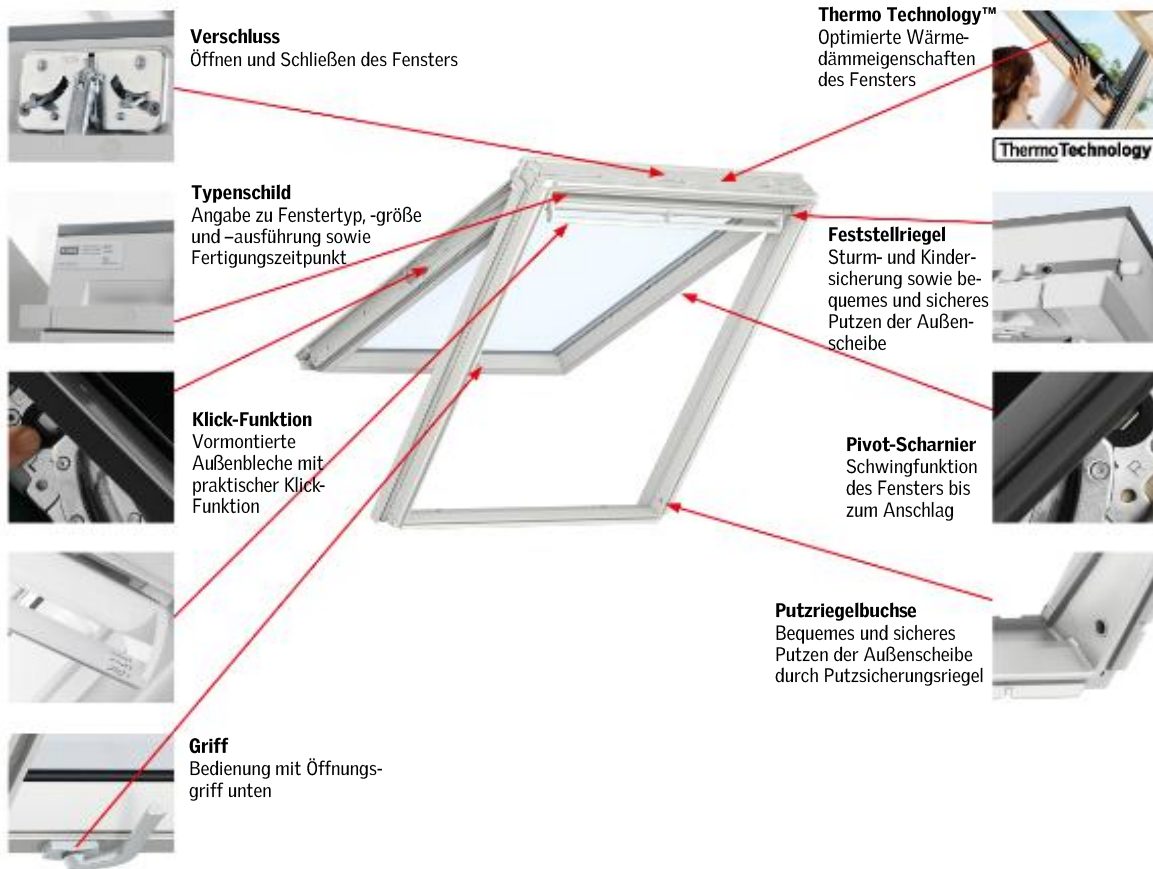 Verschluss
Öffnen und Schließen des Fensters
Thermo Technology™
Optimierte Wärme-
dämmeigenschaften
des Fensters
ThermoTechnology
Typenschild
Angabe zu Fenstertyp, -größe
und –ausführung sowie
Fertigungszeitpunkt
Feststellriegel
Sturm- und Kinder-
sicherung sowie be-
quemes und sicheres
Putzen der Außen-
scheibe
Klick-Funktion
Vormontierte
Außenbleche mit
praktischer Klick-
Funktion
Pivot-Scharnier
Schwingfunktion
des Fensters bis
zum Anschlag
Putzriegelbuchse
Bequemes und sicheres
Putzen der Außenscheibe
durch Putzsicherungsriegel
Griff
Bedienung mit Öffnungs-
griff unten